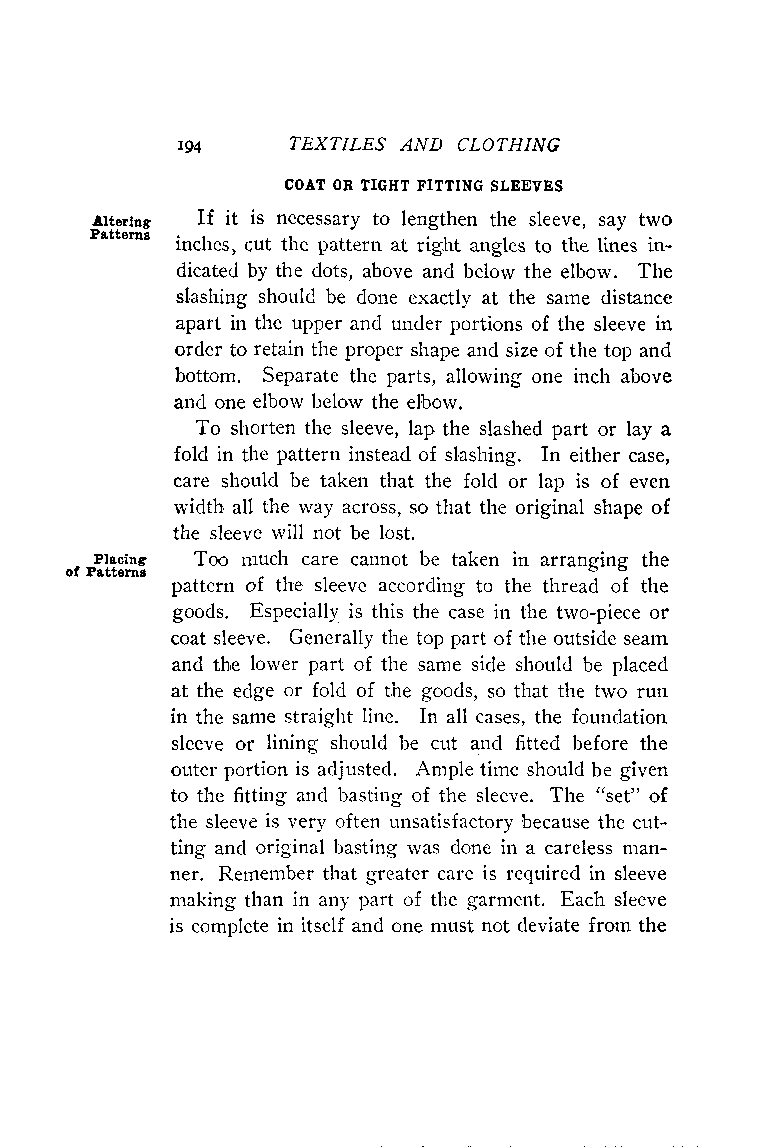 194 TEXTILES AND CLOTHING
COAT OR TIGHT FITTING SLEEVES
Altering
Patterns
If it is necessary to lengthen the sleeve, say two
inches, cut the pattern at right angles to the lines in-
dicated by the dots, above and below the elbow. The
slashing should be done exactly at the same distance
apart in the upper and under portions of the sleeve in
order to retain the proper shape and size of the top and
bottom. Separate the parts, allowing one inch above
and one elbow below the elbow.
To shorten the sleeve, lap the slashed part or lay a
fold in the pattern instead of slashing. In either case,
care should be taken that the fold or lap is of even
width all the way across, so that the original shape of
the sleeve will not be lost.
Placing
of Patterns
Too much care cannot be taken in arranging the
pattern of the sleeve according to the thread of the
goods. Especially is this the case in the two-piece or
coat sleeve. Generally the top part of the outside seam
and the lower part of the same side should be placed
at the edge or fold of the goods, so that the two run
in the same straight line. In all cases, the foundation
sleeve or lining should be cut and fitted before the
outer portion is adjusted. Ample time should be given
to the fitting and basting of the sleeve. The “set” of
the sleeve is very often unsatisfactory because the cut-
ting and original basting was done in a careless man-
ner. Remember that greater care is required in sleeve
making than in any part of the garment. Each sleeve
is complete in itself and one must not deviate from the